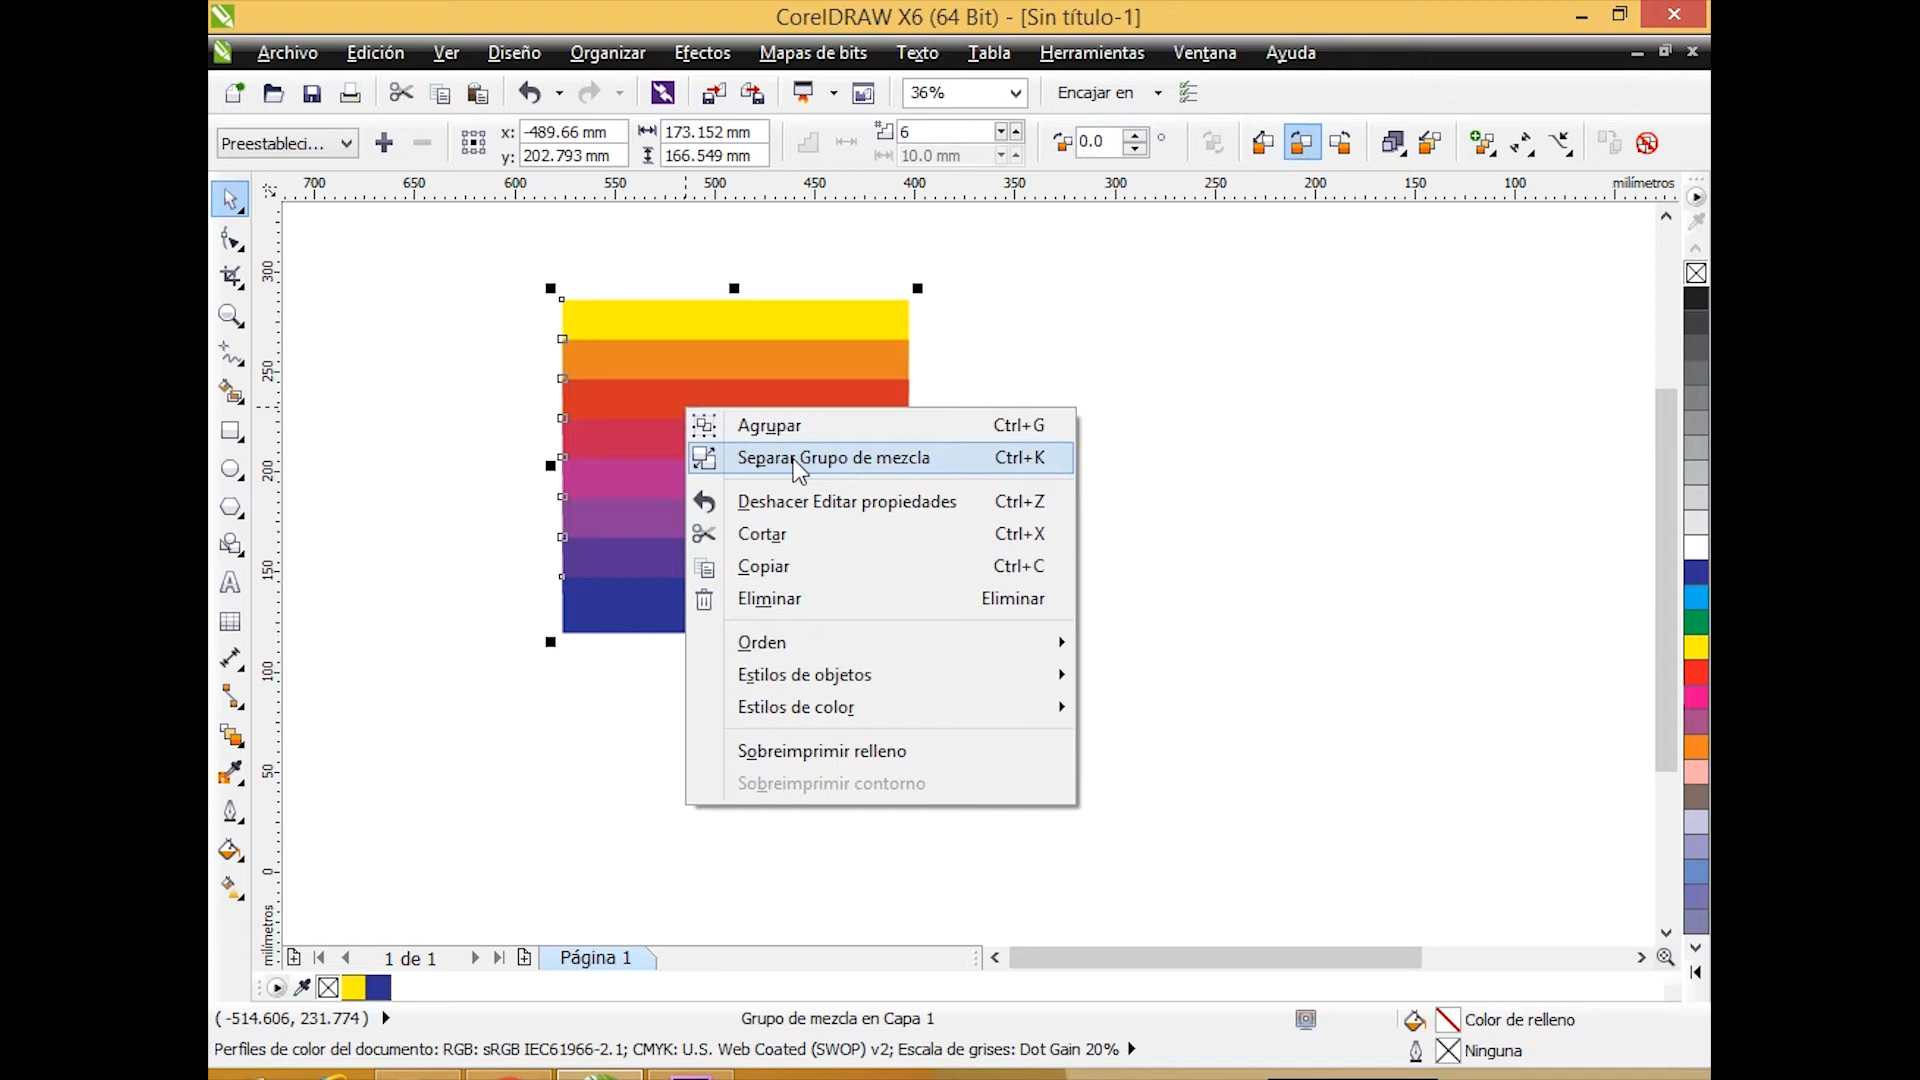 CorelDRAW X6 (64 Bit) - [Sin título-1]
Archivo Edición Ver Diseño Organizar Efectos Mapas de bits Texto Tabla Herramientas Ventana Ayuda
36% Encajar en
Preestableci... x: -489.66 mm 173.152 mm 6 0.0 °
y: 202.793 mm 166.549 mm 10.0 mm
700 650 600 550 500 450 400 350 300 250 200 150 100 milímetros
300
250
200
150
100
50
0
milímetros
Agrupar Ctrl+G
Separar Grupo de mezcla Ctrl+K
Deshacer Editar propiedades Ctrl+Z
Cortar Ctrl+X
Copiar Ctrl+C
Eliminar Eliminar
Orden
Estilos de objetos
Estilos de color
Sobreimprimir relleno
Sobreimprimir contorno
1 de 1 Página 1
( -514.606, 231.774 ) Grupo de mezcla en Capa 1 Color de relleno
Perfiles de color del documento: RGB: sRGB IEC61966-2.1; CMYK: U.S. Web Coated (SWOP) v2; Escala de grises: Dot Gain 20% Ninguna